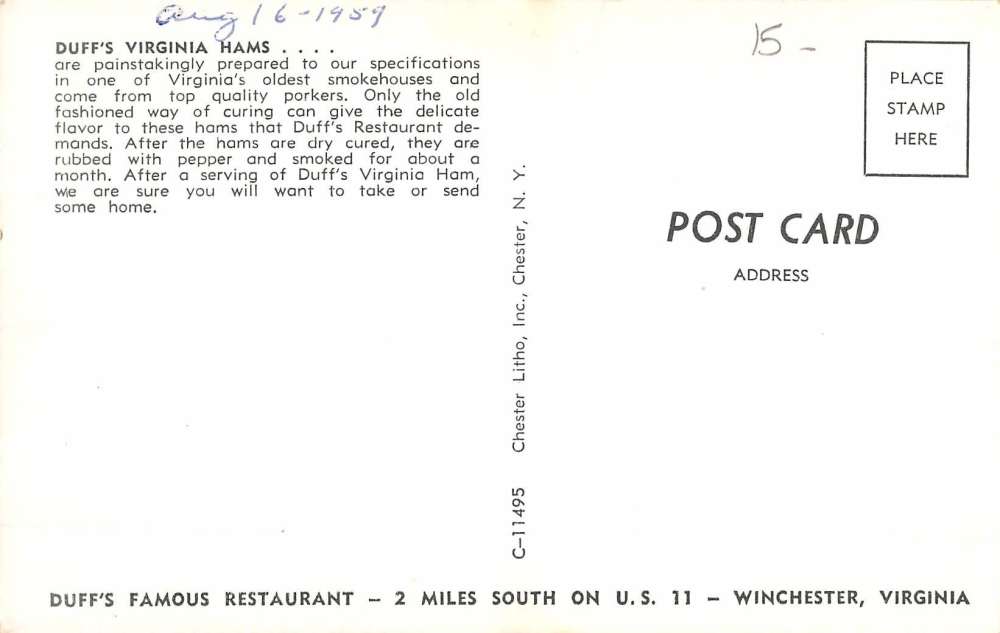 Aug 16-1959
DUFF'S VIRGINIA HAMS . . . .
are painstakingly prepared to our specifications
in one of Virginia's oldest smokehouses and
come from top quality porkers. Only the old
fashioned way of curing can give the delicate
flavor to these hams that Duff's Restaurant de-
mands. After the hams are dry cured, they are
rubbed with pepper and smoked for about a
month. After a serving of Duff's Virginia Ham,
we are sure you will want to take or send
some home.
C-11495 Chester Litho, Inc., Chester, N. Y.
15 -
PLACE
STAMP
HERE
POST CARD
ADDRESS
DUFF'S FAMOUS RESTAURANT – 2 MILES SOUTH ON U.S. 11 – WINCHESTER, VIRGINIA